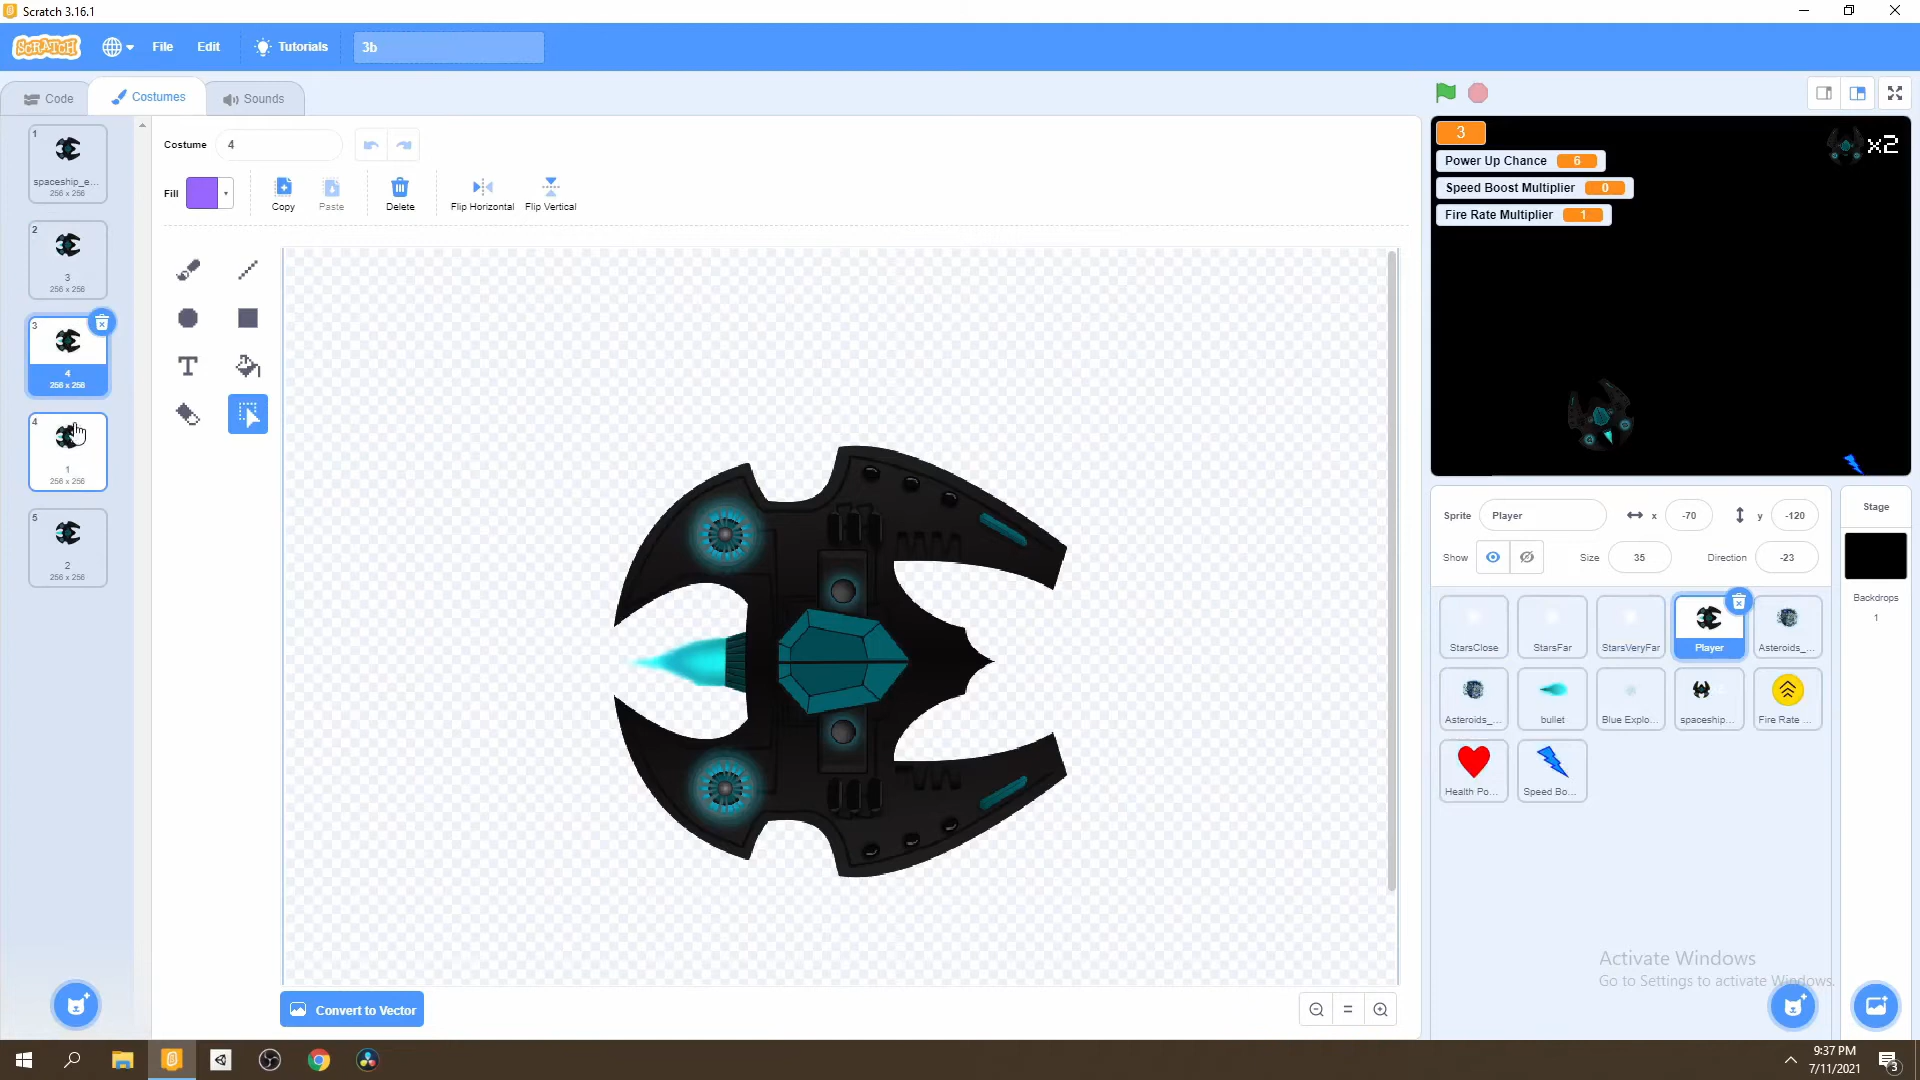 Scratch 3.16.1
SCRATCH
File
Edit
Tutorials
3b
Code
Costumes
Sounds
1
spaceship_e...
256 x 256
2
3
256 x 256
3
4
256 x 256
4
1
256 x 256
5
2
256 x 256
Costume
4
Fill
Copy
Paste
Delete
Flip Horizontal
Flip Vertical
T
Convert to Vector
3
Power Up Chance 6
Speed Boost Multiplier 0
Fire Rate Multiplier 1
x2
Sprite
Player
x
-70
y
-120
Show
Size
35
Direction
-23
StarsClose
StarsFar
StarsVeryFar
Player
Asteroids_...
Asteroids_...
bullet
Blue Explo...
spaceship...
Fire Rate ...
Health Po...
Speed Bo...
Stage
Backdrops
1
Activate Windows
Go to Settings to activate Windows.
9:37 PM
7/11/2021
3